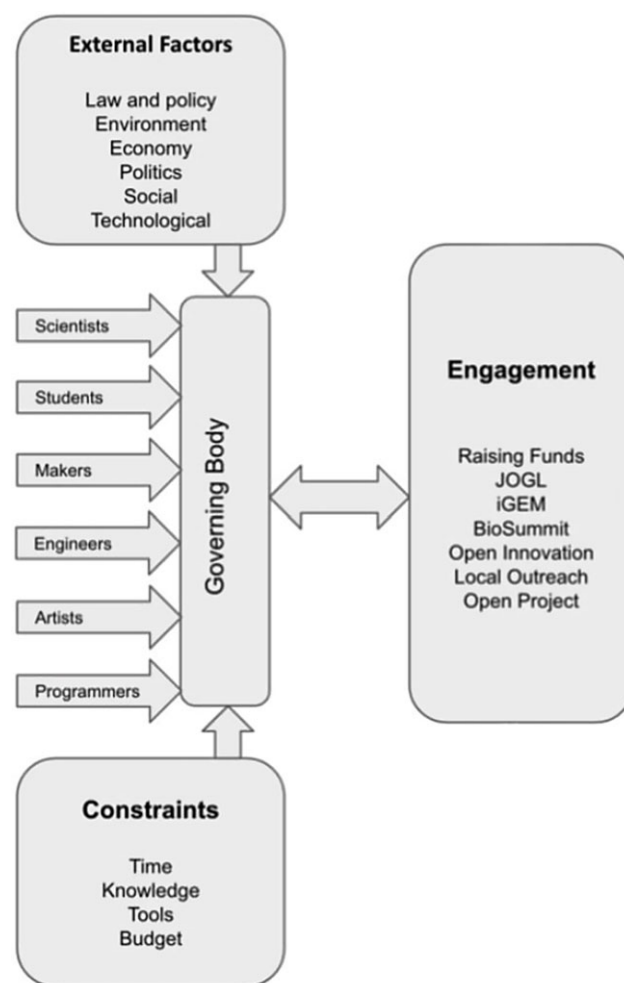 External Factors
Law and policy
Environment
Economy
Politics
Social
Technological
Scientists
Students
Makers
Engineers
Artists
Programmers
Governing Body
Engagement
Raising Funds
JOGL
iGEM
BioSummit
Open Innovation
Local Outreach
Open Project
Constraints
Time
Knowledge
Tools
Budget